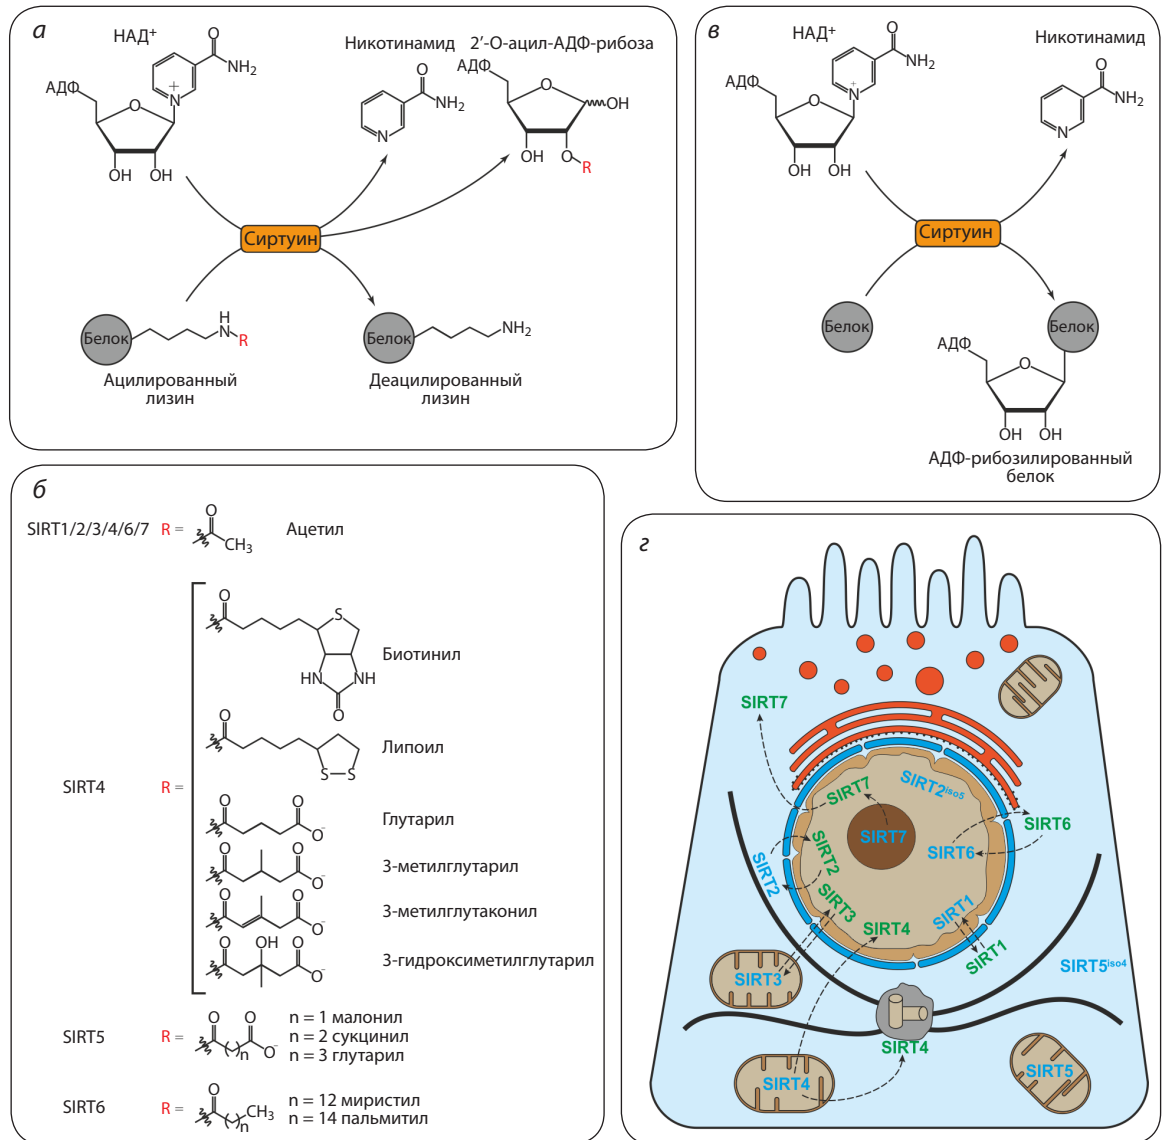 а
НАД⁺
АДФ
N
+
O
NH₂
O
OH OH
Никотинамид
O
NH₂
N
2'-О-ацил-АДФ-рибоза
АДФ
O
OH
OH
O
R
Сиртуин
Белок
H
N
R
Ацилированный
лизин
Белок
NH₂
Деацилированный
лизин
в
НАД⁺
АДФ
N
+
O
NH₂
O
OH OH
Никотинамид
O
NH₂
N
Сиртуин
Белок
Белок
АДФ
O
OH OH
АДФ-рибозилированный
белок
б
SIRT1/2/3/4/6/7 R =
O
CH₃
Ацетил
SIRT4 R =
O
S
HN NH
O
Биотинил
O
S–S
Липоил
O O
O⁻
Глутарил
O O
O⁻
3-метилглутарил
O O
O⁻
3-метилглутаконил
O OH O
O⁻
3-гидроксиметилглутарил
SIRT5 R =
O O
( )n O⁻
n = 1 малонил
n = 2 сукцинил
n = 3 глутарил
SIRT6 R =
O
( )n CH₃
n = 12 миристил
n = 14 пальмитил
г
SIRT7
SIRT7
SIRT2iso5
SIRT7
SIRT6
SIRT6
SIRT2
SIRT2
SIRT3
SIRT4
SIRT1
SIRT1
SIRT3
SIRT5iso4
SIRT4
SIRT4
SIRT5